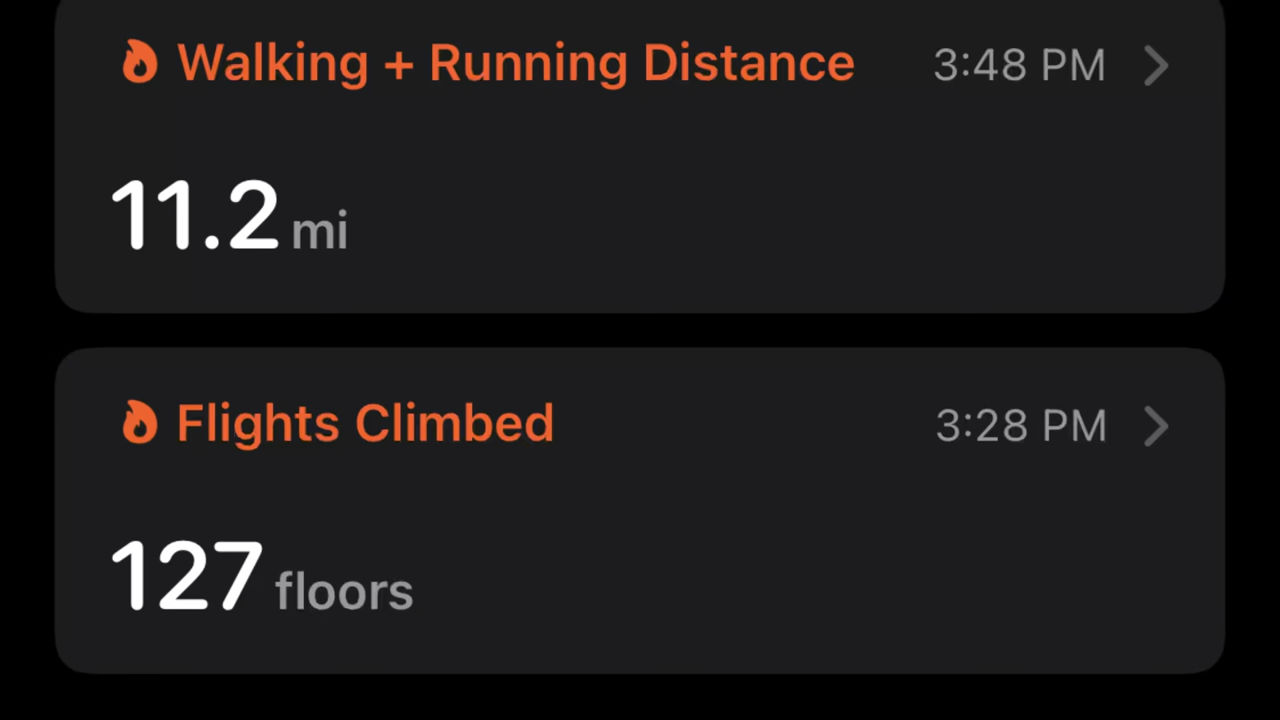 Walking + Running Distance 3:48 PM
11.2 mi
Flights Climbed 3:28 PM
127 floors